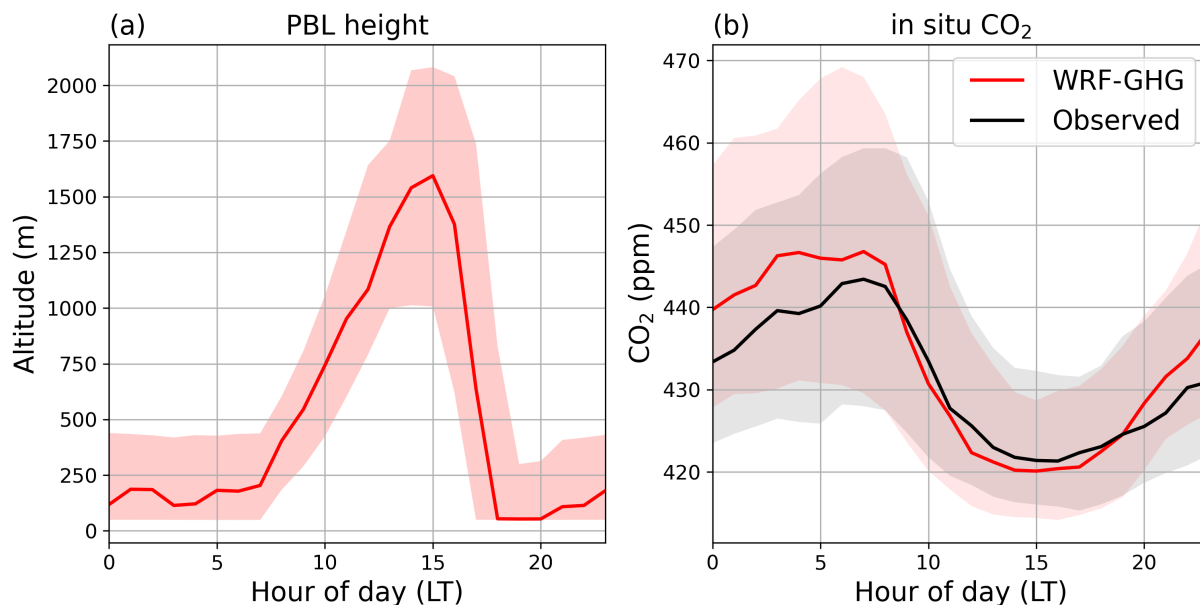 (a) PBL height
Altitude (m)
2000
1750
1500
1250
1000
750
500
250
0
0 5 10 15 20
Hour of day (LT)
(b) in situ CO₂
CO₂ (ppm)
470
460
450
440
430
420
WRF-GHG
Observed
0 5 10 15 20
Hour of day (LT)